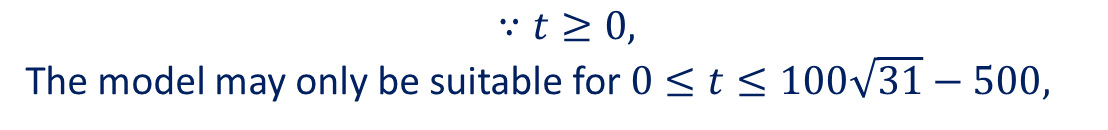 ∵ t ≥ 0,
The model may only be suitable for 0 ≤ t ≤ 100√31 − 500,